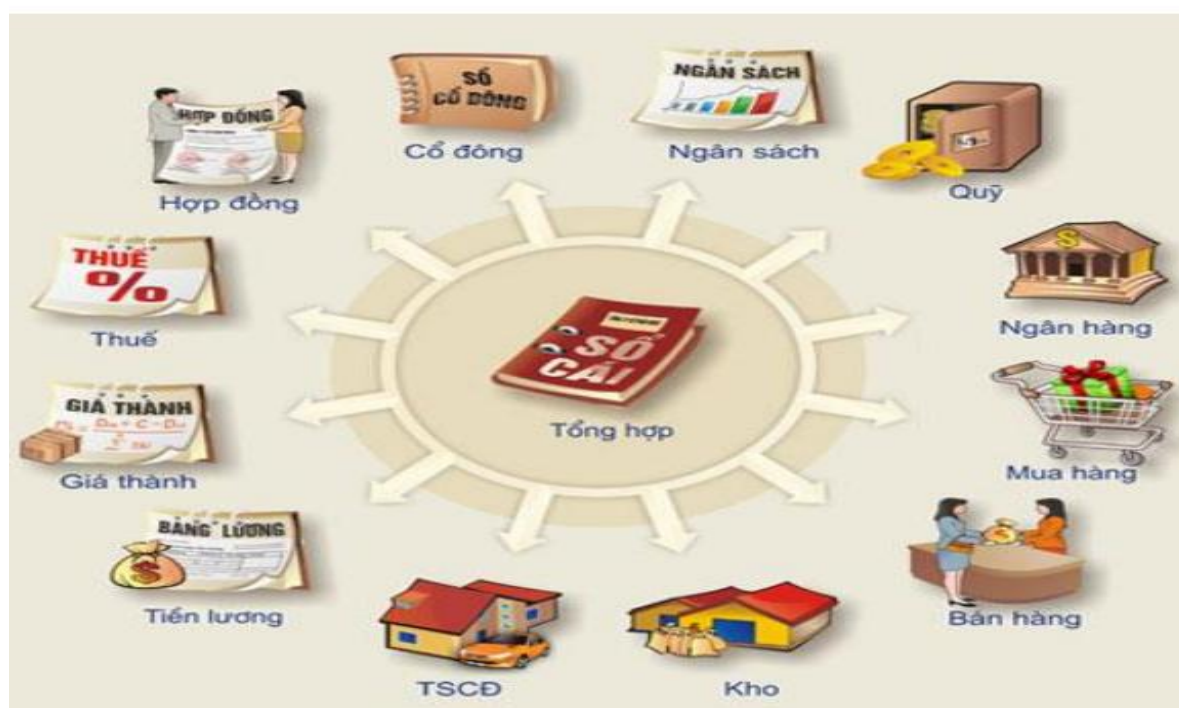 SỔ
CỔ ĐÔNG
Cổ đông
NGÂN SÁCH
Ngân sách
Quỹ
HỢP ĐỒNG
Hợp đồng
THUẾ
%
Thuế
$
Ngân hàng
SỔ
CÁI
Tổng hợp
GIÁ THÀNH
Giá thành
Mua hàng
BẢNG LƯƠNG
$
Tiền lương
$
Bán hàng
TSCĐ
Kho